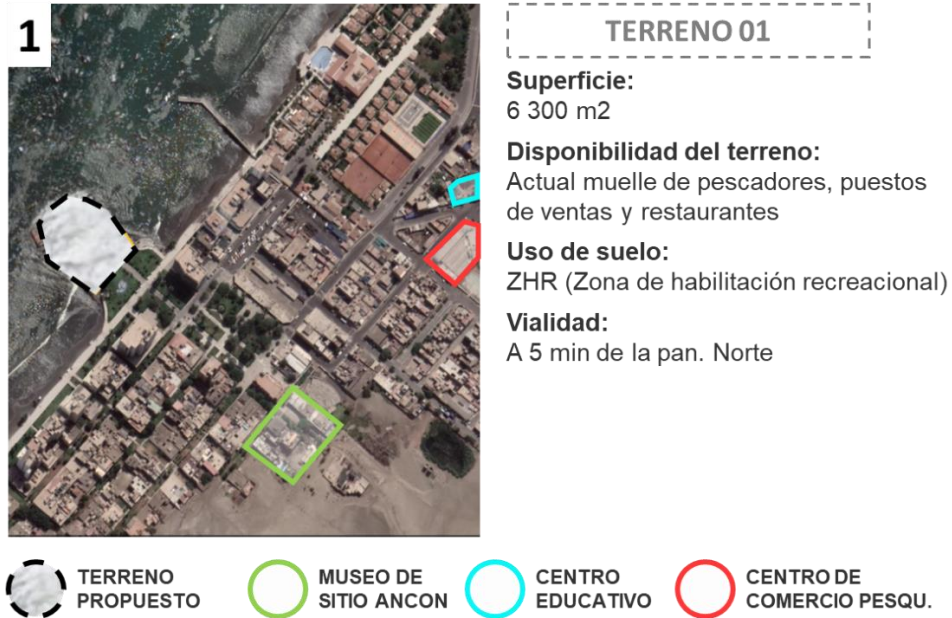 1
TERRENO 01
Superficie:
6 300 m2
Disponibilidad del terreno:
Actual muelle de pescadores, puestos
de ventas y restaurantes
Uso de suelo:
ZHR (Zona de habilitación recreacional)
Vialidad:
A 5 min de la pan. Norte
TERRENO
PROPUESTO
MUSEO DE
SITIO ANCON
CENTRO
EDUCATIVO
CENTRO DE
COMERCIO PESQU.